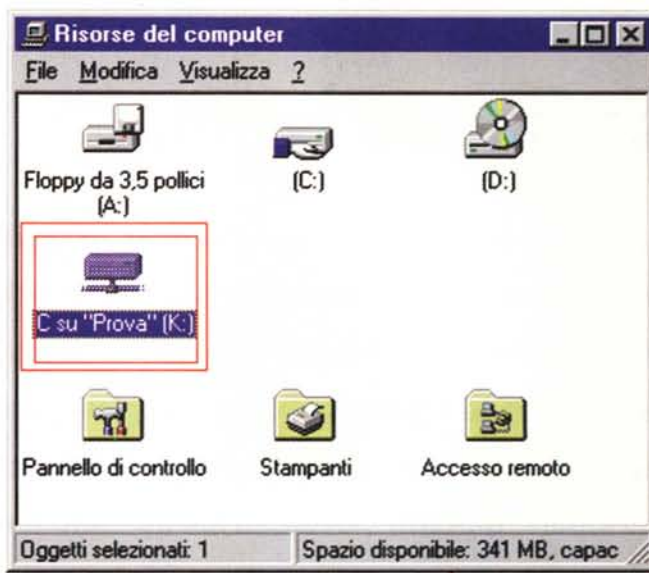 Risorse del computer
File Modifica Visualizza ?
Floppy da 3,5 pollici (C:) (D:)
(A:)
C su "Prova" (K:)
Pannello di controllo Stampanti Accesso remoto
Oggetti selezionati: 1 Spazio disponibile: 341 MB, capac